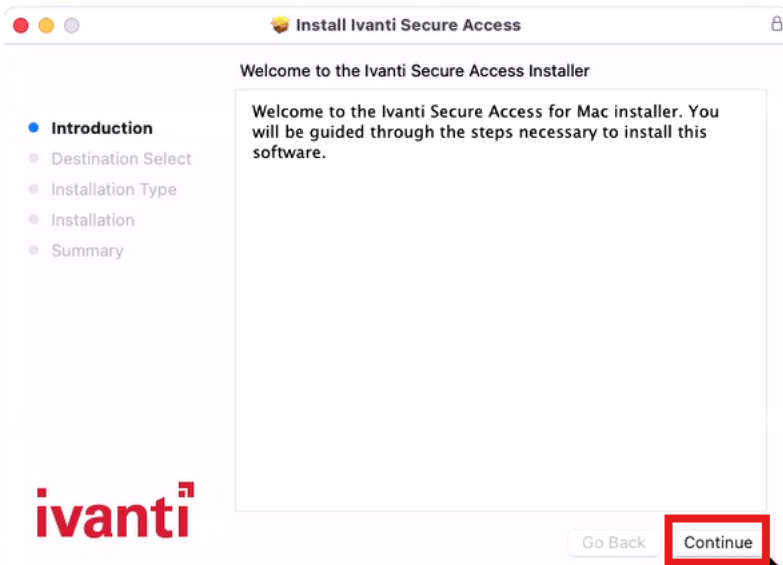 Install Ivanti Secure Access
Welcome to the Ivanti Secure Access Installer
Introduction
Destination Select
Installation Type
Installation
Summary
Welcome to the Ivanti Secure Access for Mac installer. You
will be guided through the steps necessary to install this
software.
ivanti
Go Back
Continue